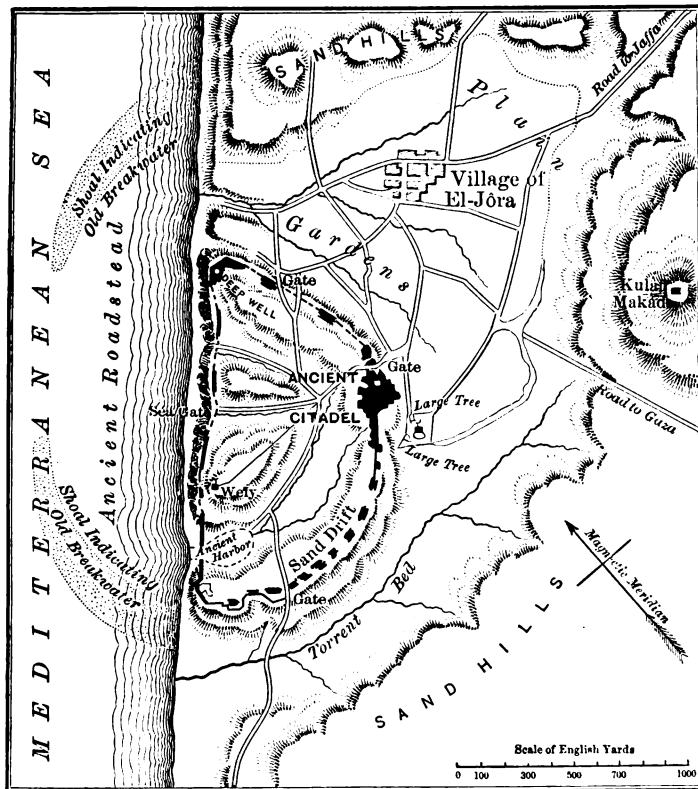 MEDITERRANEAN SEA
Shoal Indicating
Old Breakwater
Ancient Roadstead
SAND HILLS
Plain
Road to Jaffa
Village of
El-Jôra
Gardens
Gate
DEEP WELL
Kulat
Makad
ANCIENT
CITADEL
Gate
Large Tree
Large Tree
Road to Guza
Sea Gate
Wely
Ancient
Harbor
Sand Drift
Gate
Shoal Indicating
Old Breakwater
Torrent Bed
SAND HILLS
Magnetic Meridian
Scale of English Yards
0 100 300 500 700 1000